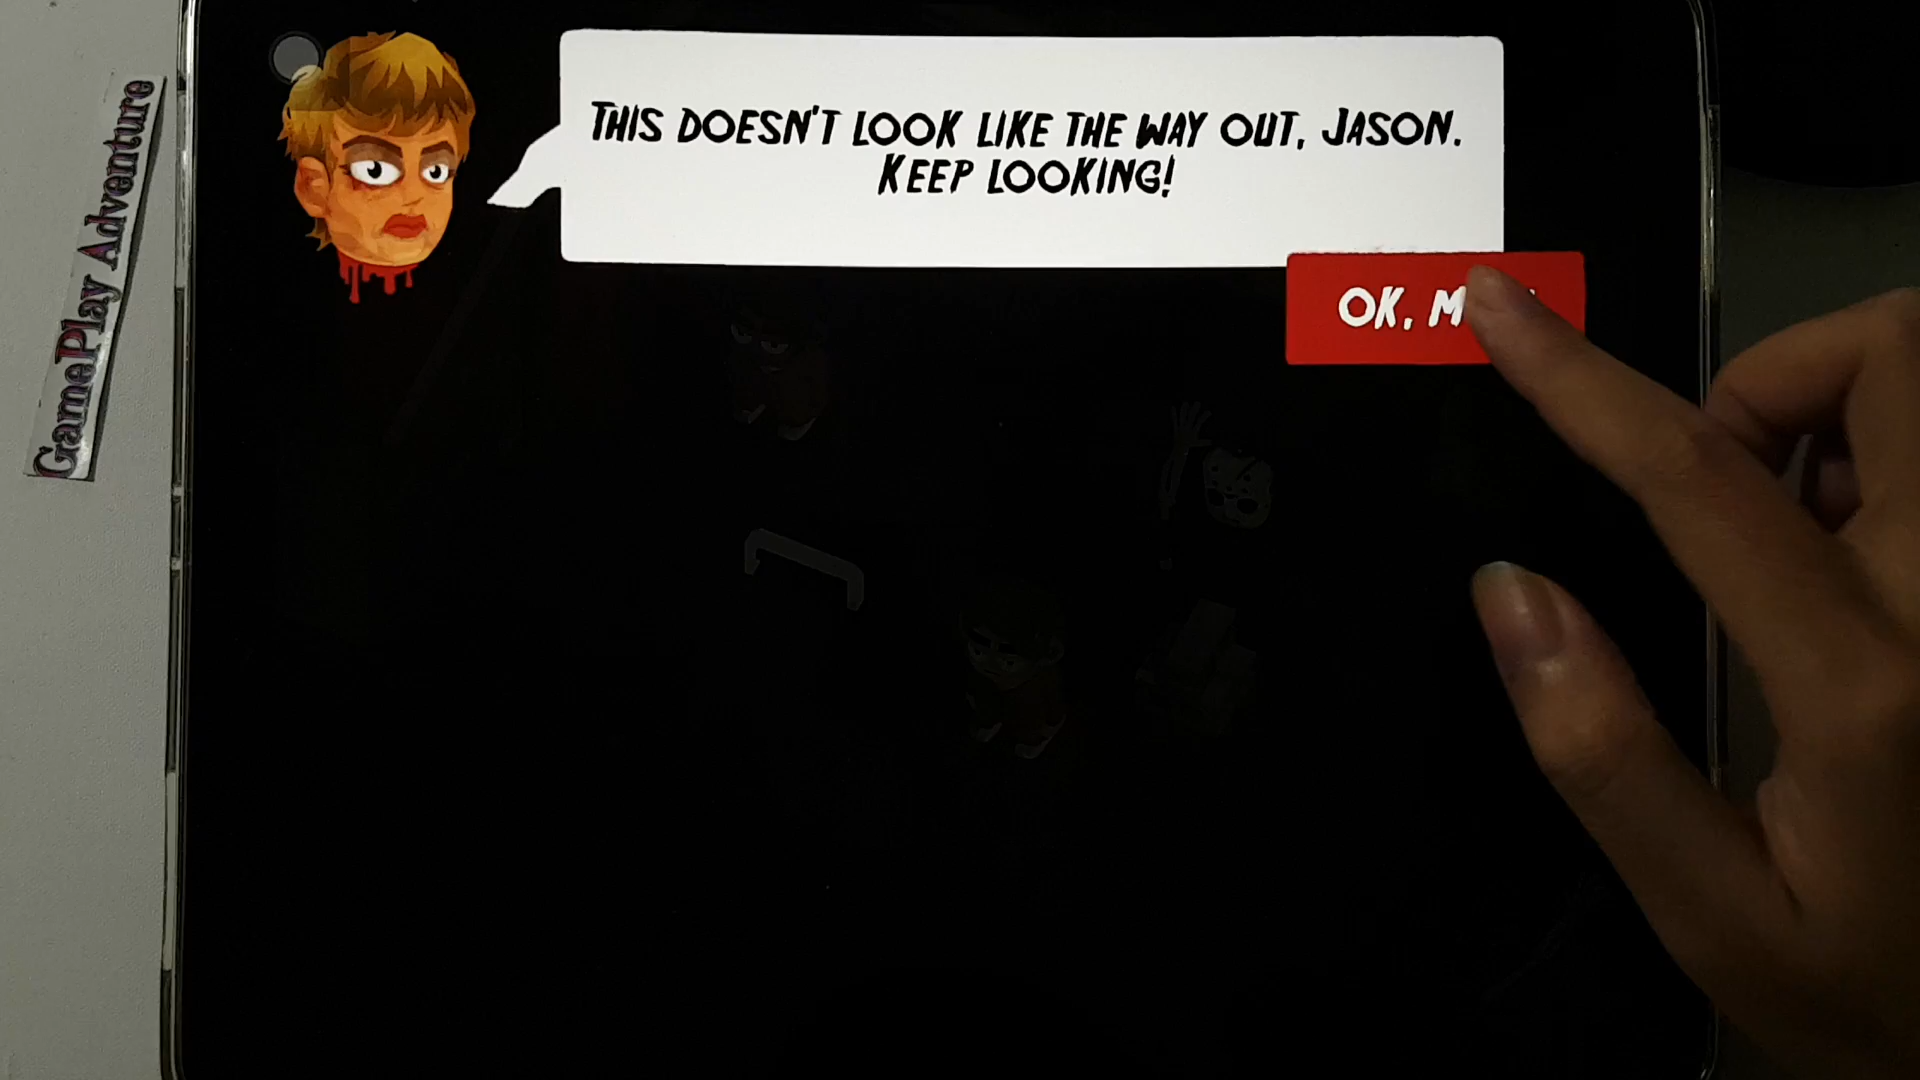 GamePlay Adventure
THIS DOESN'T LOOK LIKE THE WAY OUT, JASON.
KEEP LOOKING!
OK,